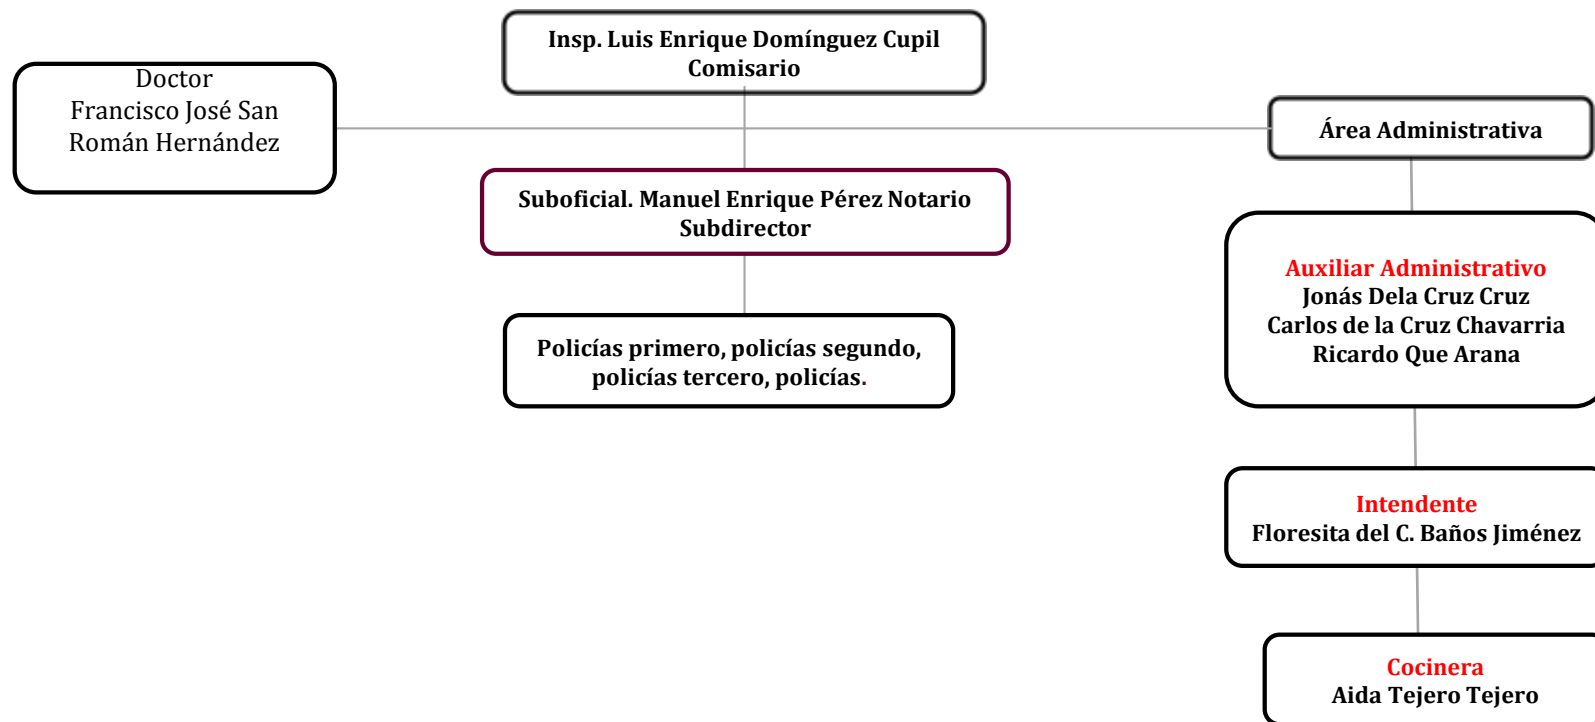 Insp. Luis Enrique Domínguez Cupil
Comisario
Doctor
Francisco José San
Román Hernández
Área Administrativa
Suboficial. Manuel Enrique Pérez Notario
Subdirector
Policías primero, policías segundo,
policías tercero, policías.
Auxiliar Administrativo
Jonás Dela Cruz Cruz
Carlos de la Cruz Chavarria
Ricardo Que Arana
Intendente
Floresita del C. Baños Jiménez
Cocinera
Aida Tejero Tejero